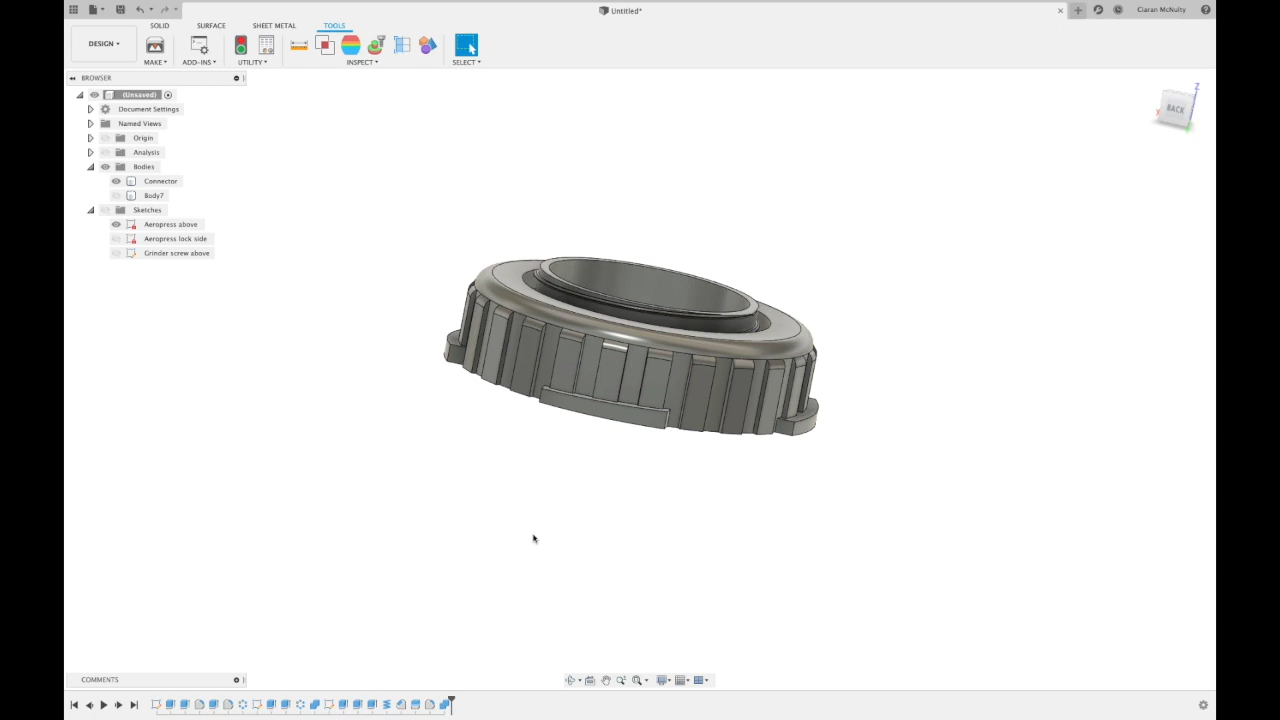 Untitled*
Ciaran McNulty
SOLID SURFACE SHEET METAL TOOLS
DESIGN
MAKE ADD-INS UTILITY INSPECT SELECT
BROWSER
(Unsaved)
Document Settings
Named Views
Origin
Analysis
Bodies
Connector
Body7
Sketches
Aeropress above
Aeropress lock side
Grinder screw above
Z
BACK
COMMENTS